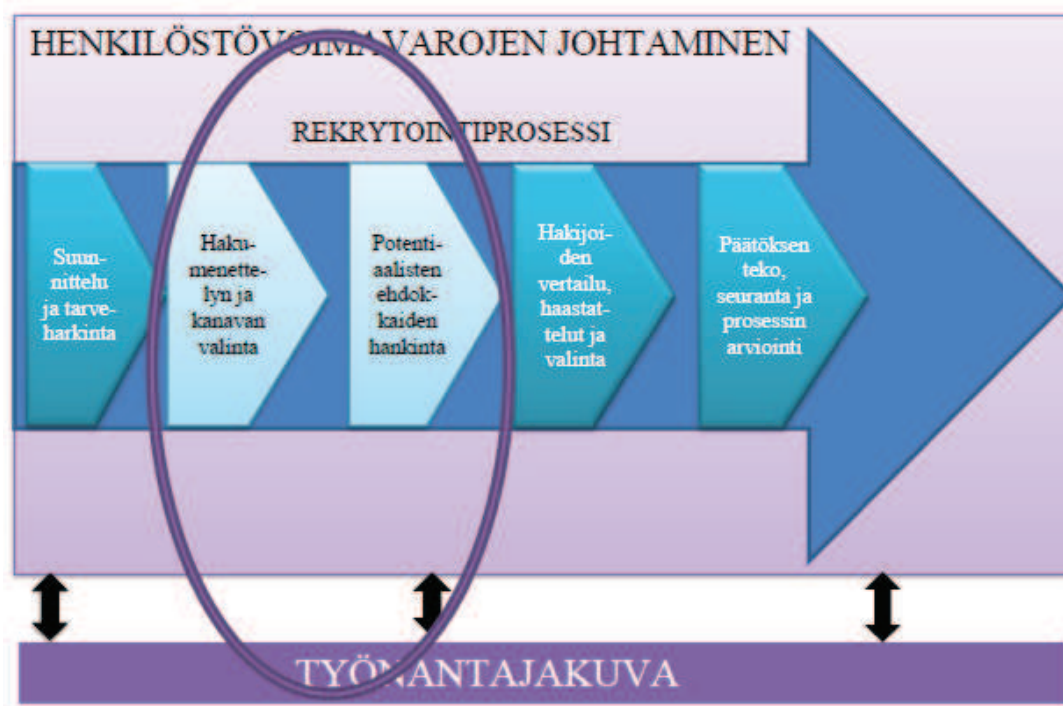 HENKILÖSTÖVOIMAVAROJEN JOHTAMINEN
REKRYTOINTIPROSESSI
Suun-
nittelu
ja tarve-
harkinta
Haku-
menette-
lyn ja
kanavan
valinta
Potenti-
aalisten
ehdok-
kaiden
hankinta
Hakijoi-
den
vertailu,
haastat-
telut ja
valinta
Päätöksen
teko,
seuranta ja
prosessin
arviointi
TYÖNANTAJAKUVA